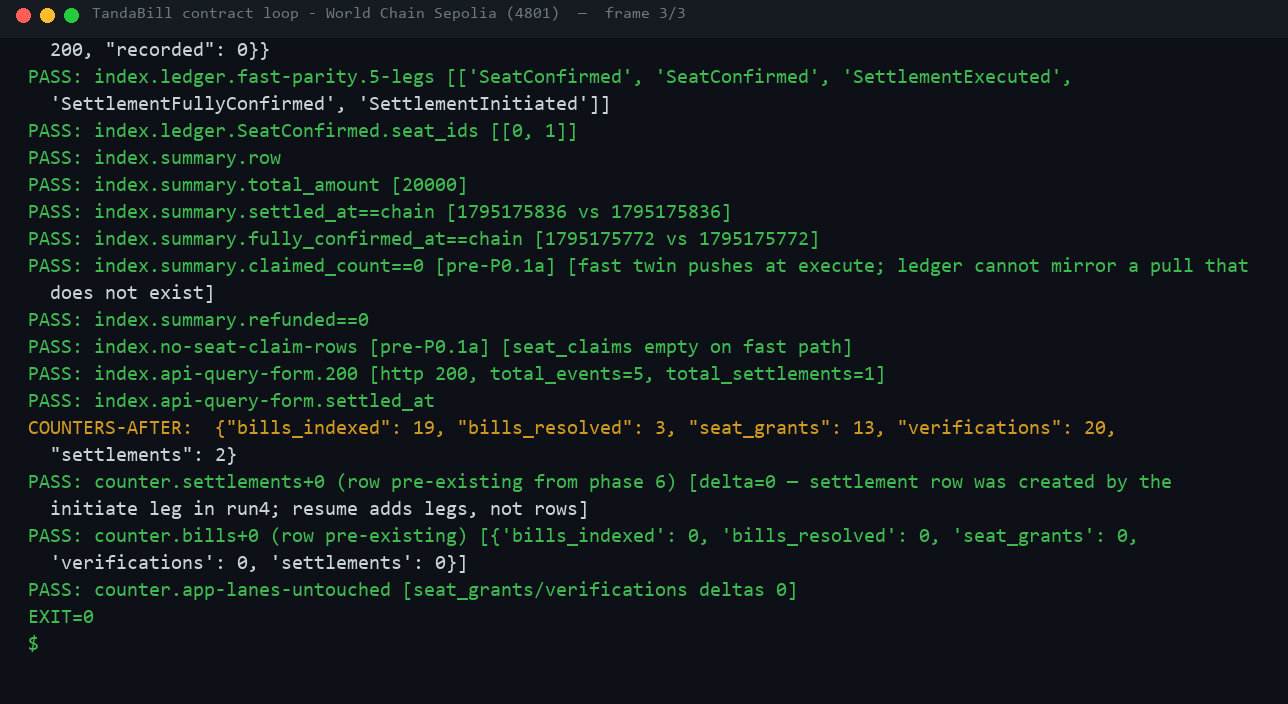 TandaBill contract loop - World Chain Sepolia (4801)  —  frame 3/3
200, "recorded": 0}}
PASS: index.ledger.fast-parity.5-legs [['SeatConfirmed', 'SeatConfirmed', 'SettlementExecuted',
'SettlementFullyConfirmed', 'SettlementInitiated']]
PASS: index.ledger.SeatConfirmed.seat_ids [[0, 1]]
PASS: index.summary.row
PASS: index.summary.total_amount [20000]
PASS: index.summary.settled_at==chain [1795175836 vs 1795175836]
PASS: index.summary.fully_confirmed_at==chain [1795175772 vs 1795175772]
PASS: index.summary.claimed_count==0 [pre-P0.1a] [fast twin pushes at execute; ledger cannot mirror a pull that
does not exist]
PASS: index.summary.refunded==0
PASS: index.no-seat-claim-rows [pre-P0.1a] [seat_claims empty on fast path]
PASS: index.api-query-form.200 [http 200, total_events=5, total_settlements=1]
PASS: index.api-query-form.settled_at
COUNTERS-AFTER:  {"bills_indexed": 19, "bills_resolved": 3, "seat_grants": 13, "verifications": 20,
"settlements": 2}
PASS: counter.settlements+0 (row pre-existing from phase 6) [delta=0 — settlement row was created by the
initiate leg in run4; resume adds legs, not rows]
PASS: counter.bills+0 (row pre-existing) [{'bills_indexed': 0, 'bills_resolved': 0, 'seat_grants': 0,
'verifications': 0, 'settlements': 0}]
PASS: counter.app-lanes-untouched [seat_grants/verifications deltas 0]
EXIT=0
$